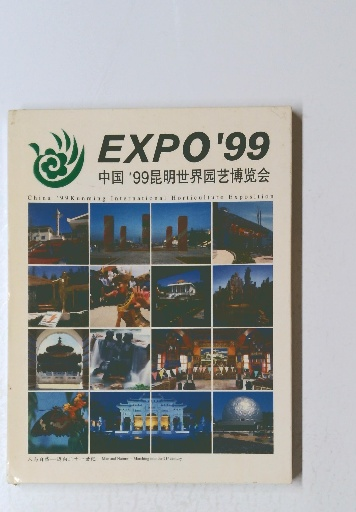 EXPO '99
中国 '99昆明世界园艺博览会
China '99 Kunming International Horticulture Exposition
Man and Nature